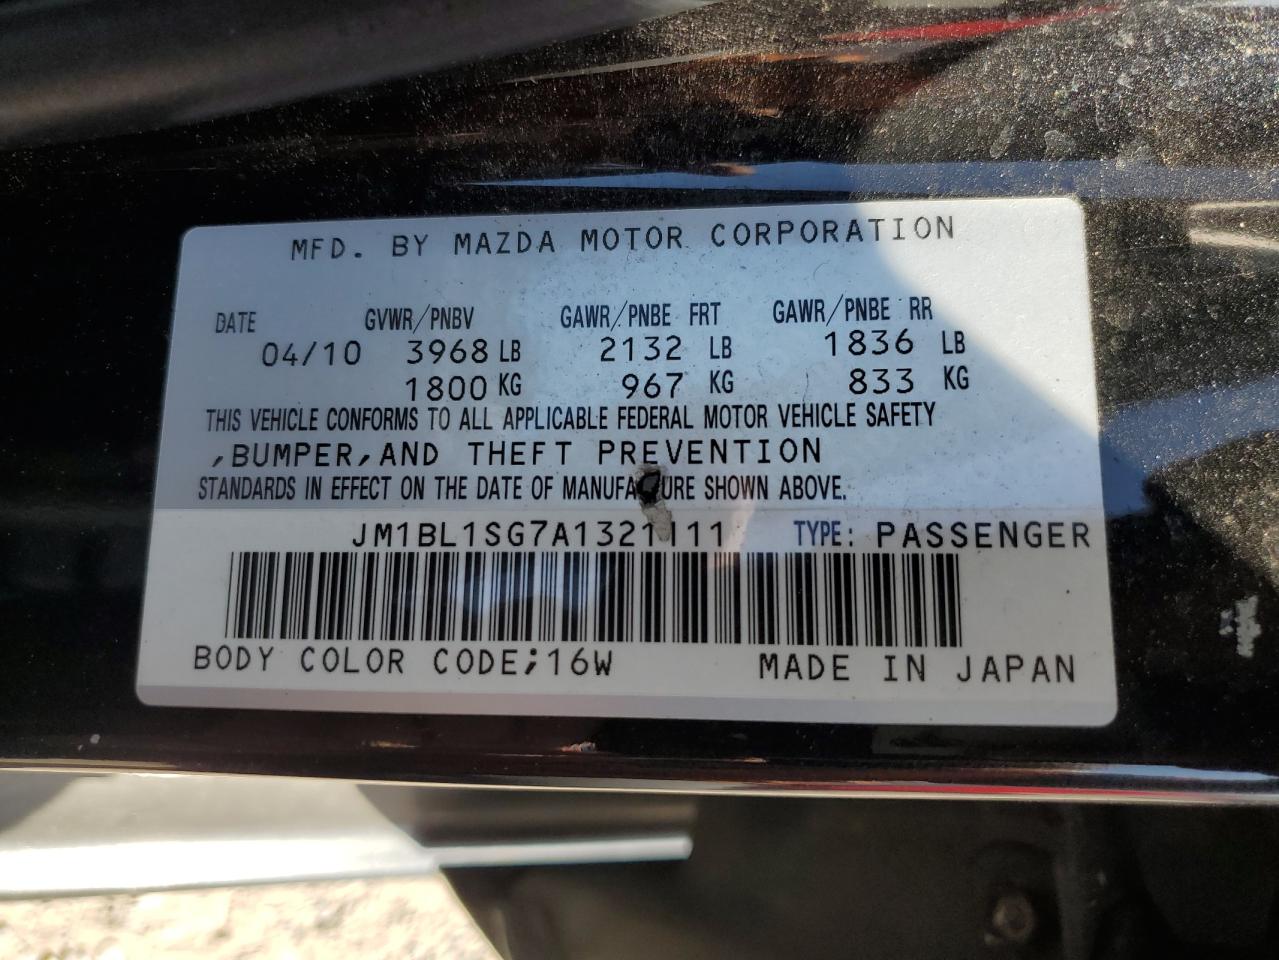 MFD. BY MAZDA MOTOR CORPORATION
DATE GVWR/PNBV GAWR/PNBE FRT GAWR/PNBE RR
04/10 3968 LB 2132 LB 1836 LB
1800 KG 967 KG 833 KG
THIS VEHICLE CONFORMS TO ALL APPLICABLE FEDERAL MOTOR VEHICLE SAFETY
,BUMPER,AND THEFT PREVENTION
STANDARDS IN EFFECT ON THE DATE OF MANUFACTURE SHOWN ABOVE.
JM1BL1SG7A1321111 TYPE: PASSENGER
BODY COLOR CODE;16W MADE IN JAPAN